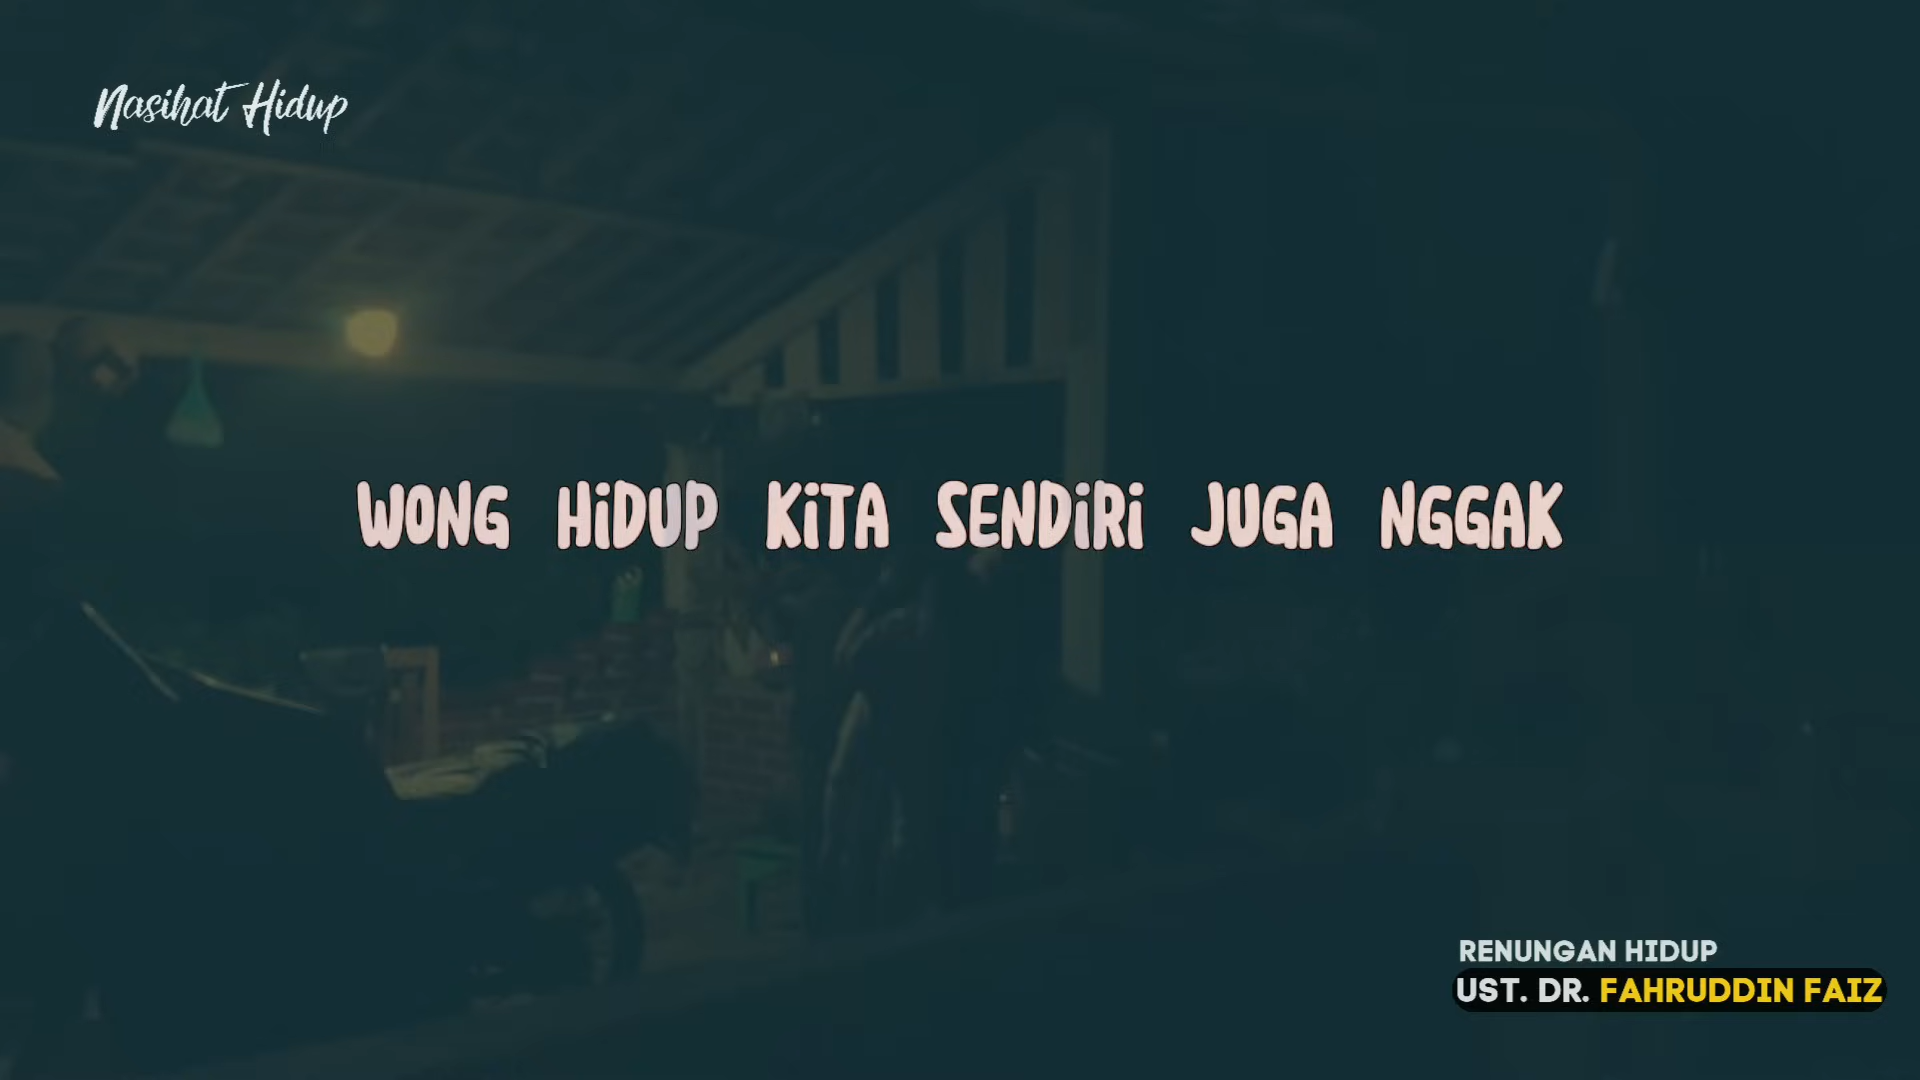 Nasihat Hidup
WONG HiDUP KiTA SENDiRi JUGA NGGAK
RENUNGAN HIDUP
UST. DR. FAHRUDDIN FAIZ